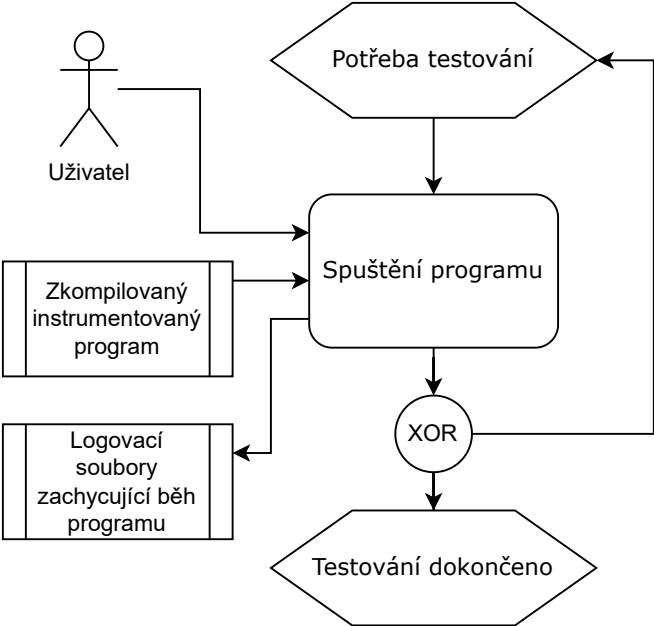 Potřeba testování
Uživatel
Spuštění programu
Zkompilovaný
instrumentovaný
program
XOR
Logovací
soubory
zachycující běh
programu
Testování dokončeno